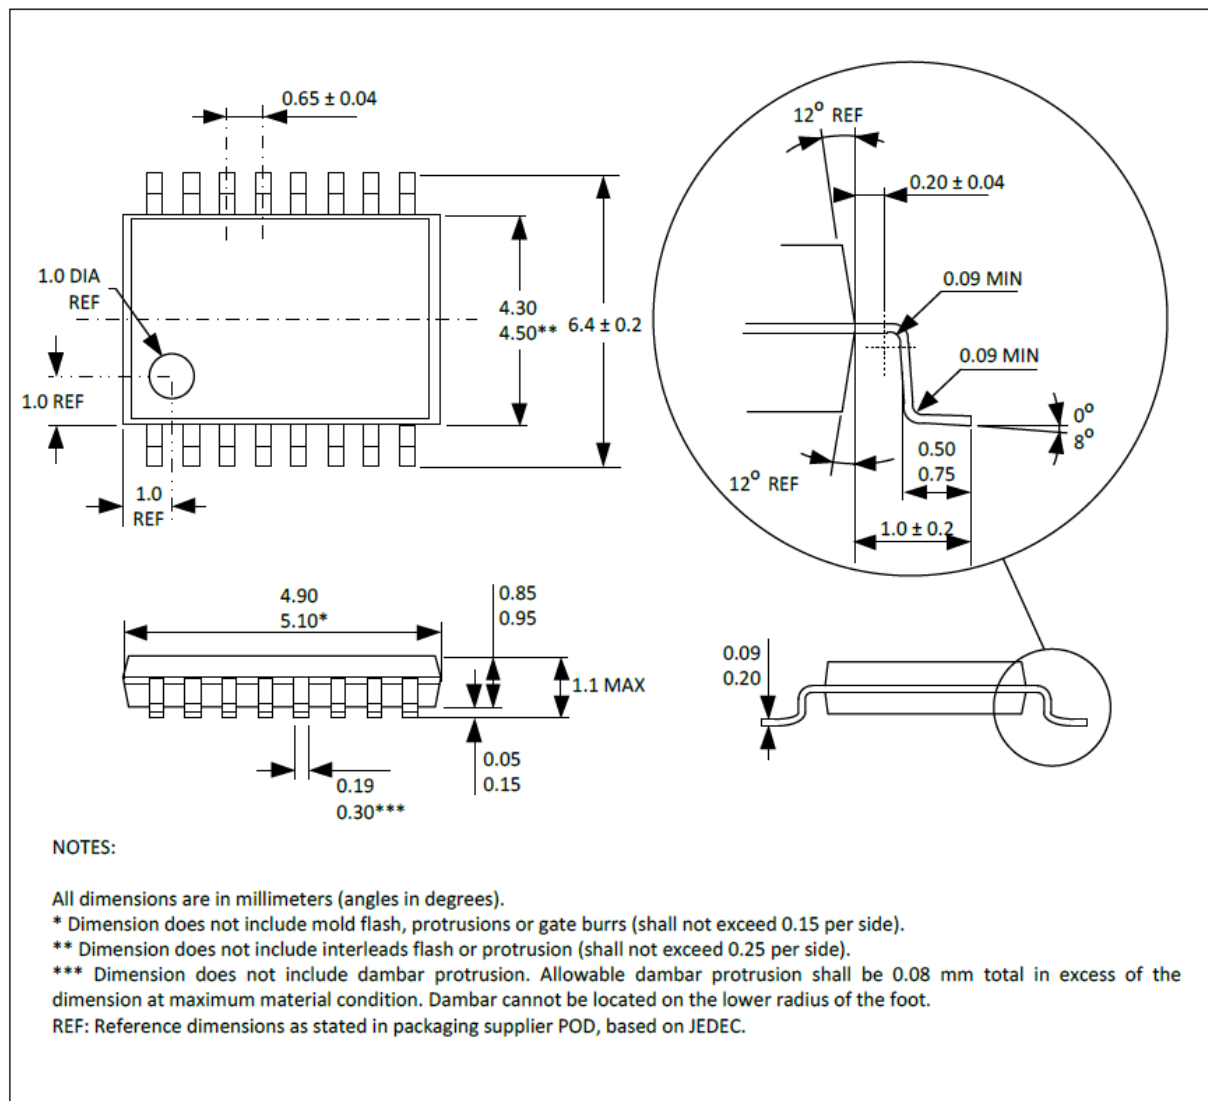 0.65 ± 0.04
1.0 DIA
REF
4.30
4.50**
6.4 ± 0.2
1.0 REF
1.0
REF
12° REF
0.20 ± 0.04
0.09 MIN
0.09 MIN
0°
8°
0.50
0.75
12° REF
1.0 ± 0.2
4.90
5.10*
0.85
0.95
1.1 MAX
0.05
0.15
0.19
0.30***
0.09
0.20
NOTES:
All dimensions are in millimeters (angles in degrees).
* Dimension does not include mold flash, protrusions or gate burrs (shall not exceed 0.15 per side).
** Dimension does not include interleads flash or protrusion (shall not exceed 0.25 per side).
*** Dimension does not include dambar protrusion. Allowable dambar protrusion shall be 0.08 mm total in excess of the
dimension at maximum material condition. Dambar cannot be located on the lower radius of the foot.
REF: Reference dimensions as stated in packaging supplier POD, based on JEDEC.